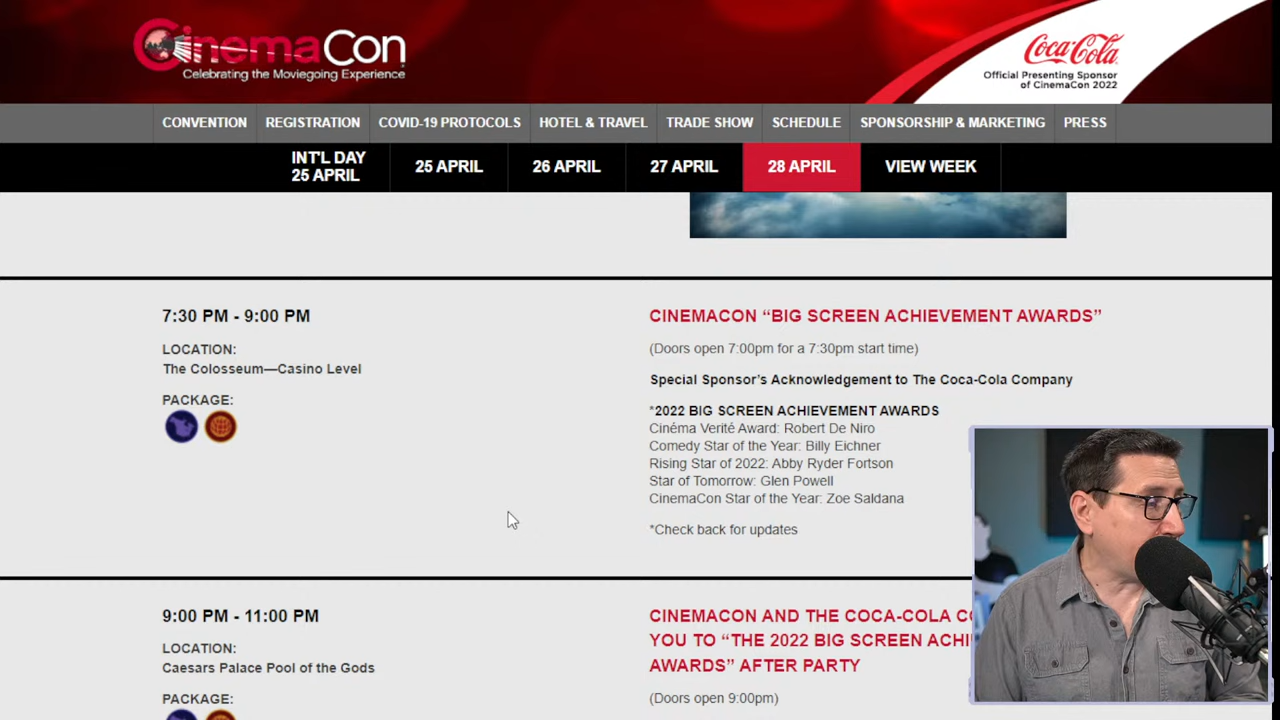 CinemaCon
Celebrating the Moviegoing Experience
Coca-Cola
Official Presenting Sponsor
of CinemaCon 2022
CONVENTION REGISTRATION COVID-19 PROTOCOLS HOTEL & TRAVEL TRADE SHOW SCHEDULE SPONSORSHIP & MARKETING PRESS
INT'L DAY
25 APRIL
25 APRIL 26 APRIL 27 APRIL 28 APRIL VIEW WEEK
7:30 PM - 9:00 PM
LOCATION:
The Colosseum—Casino Level
PACKAGE:
CINEMACON “BIG SCREEN ACHIEVEMENT AWARDS”
(Doors open 7:00pm for a 7:30pm start time)
Special Sponsor’s Acknowledgement to The Coca-Cola Company
*2022 BIG SCREEN ACHIEVEMENT AWARDS
Cinéma Verité Award: Robert De Niro
Comedy Star of the Year: Billy Eichner
Rising Star of 2022: Abby Ryder Fortson
Star of Tomorrow: Glen Powell
CinemaCon Star of the Year: Zoe Saldana
*Check back for updates
9:00 PM - 11:00 PM
LOCATION:
Caesars Palace Pool of the Gods
PACKAGE:
CINEMACON AND THE COCA-COLA
YOU TO “THE 2022 BIG SCREEN
AWARDS” AFTER PARTY
(Doors open 9:00pm)